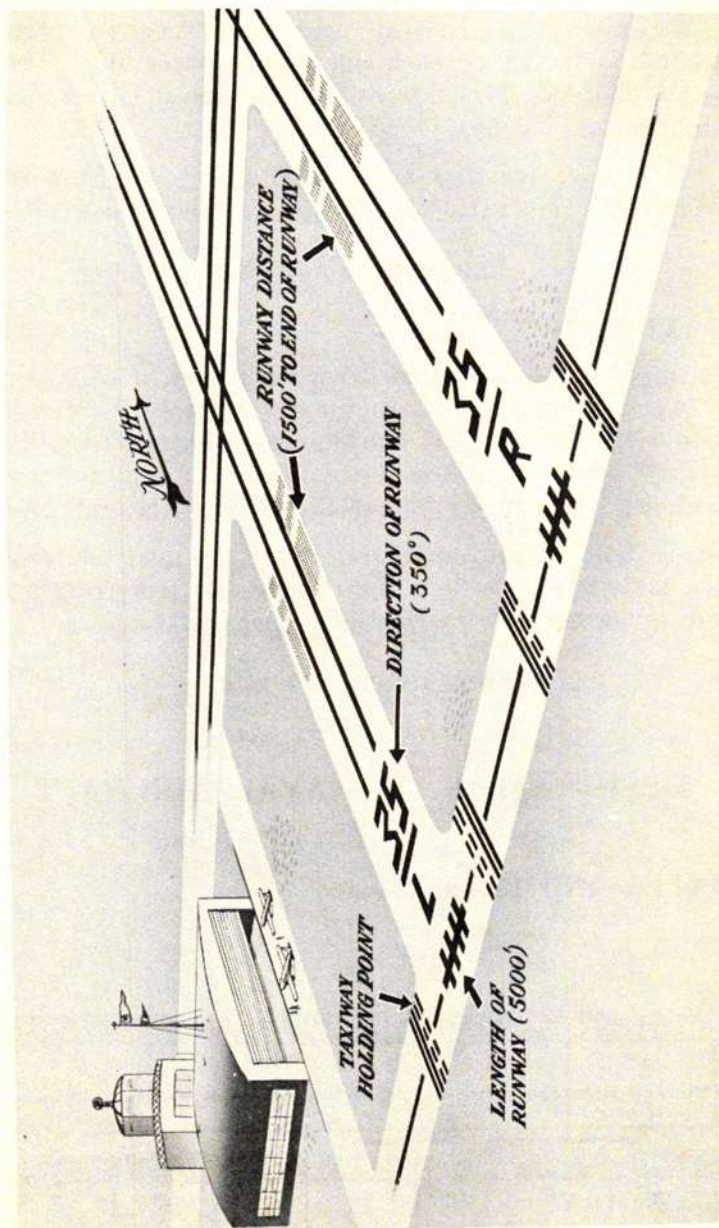 NORTH
RUNWAY DISTANCE
(1500' TO END OF RUNWAY)
DIRECTION OF RUNWAY
(350°)
35
L
35
R
TAXIWAY
HOLDING POINT
LENGTH OF
RUNWAY (5000')